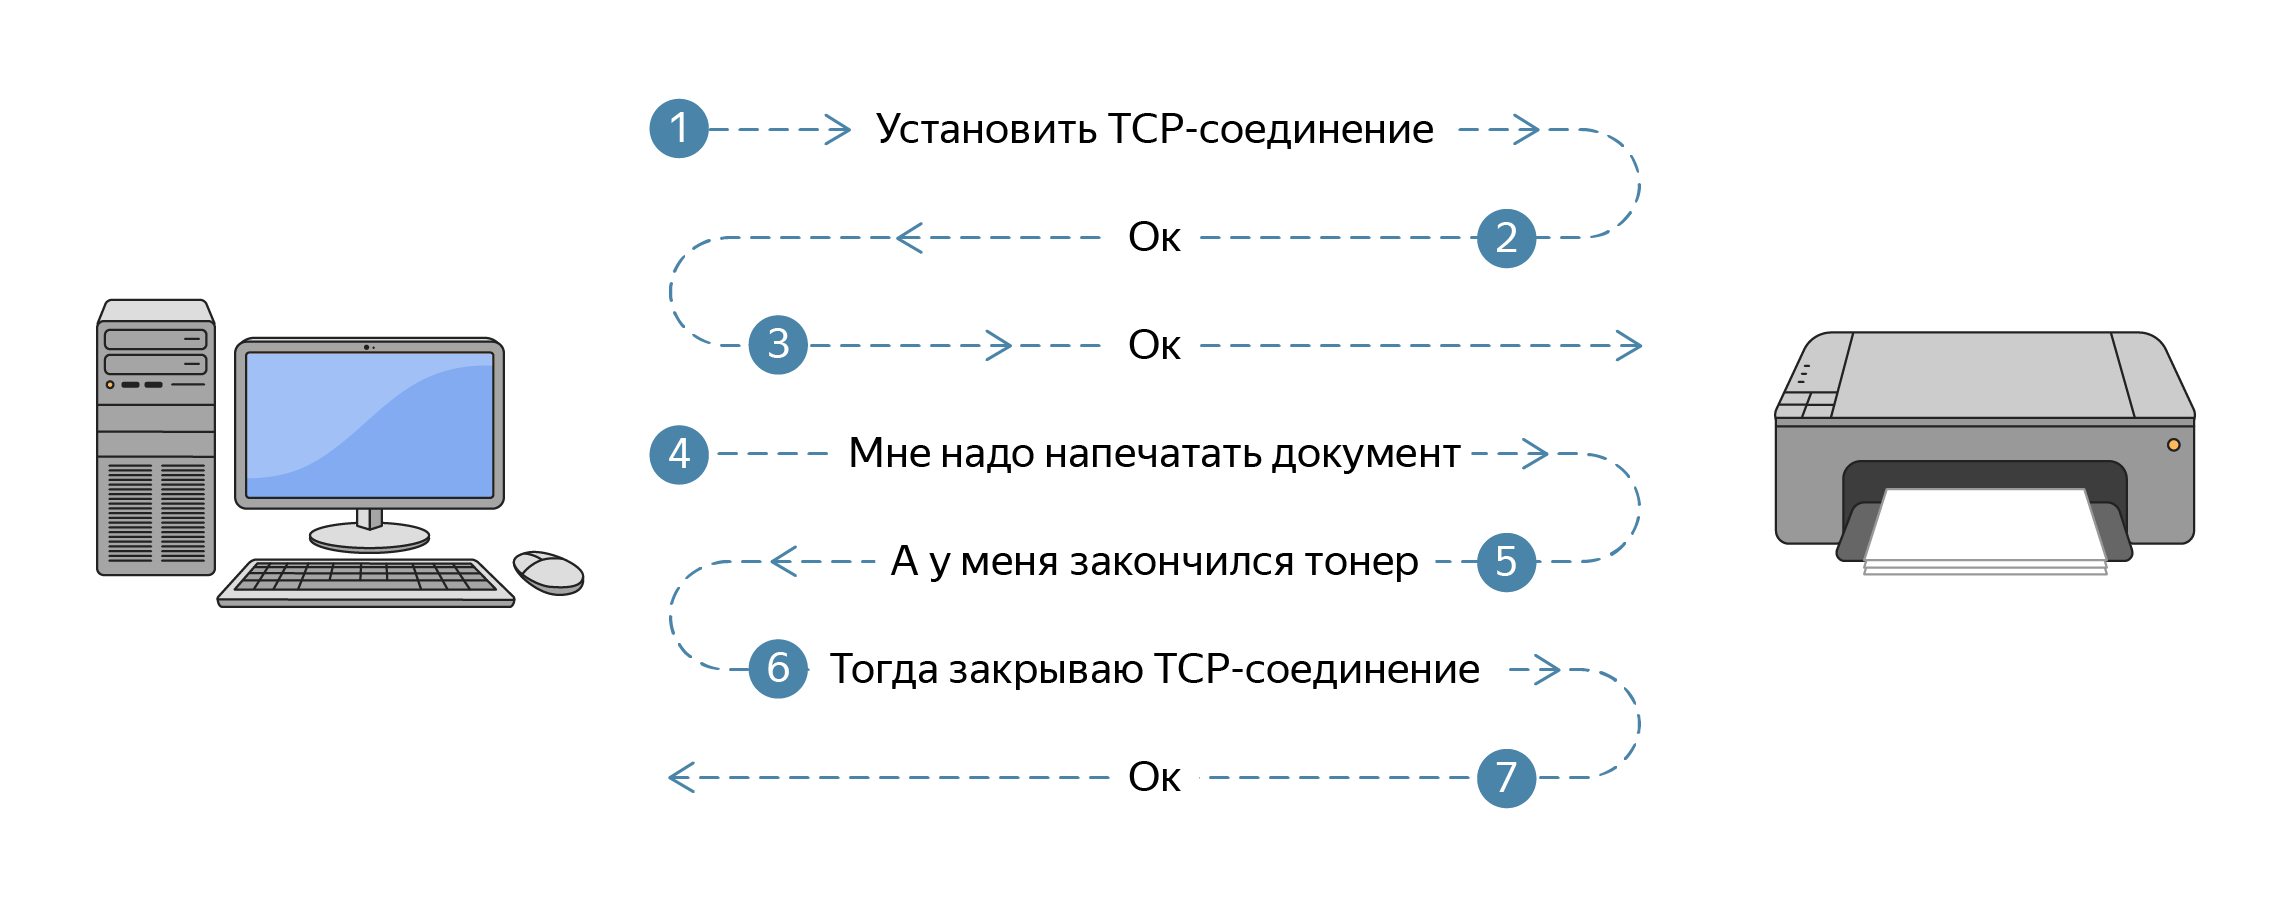 1 Установить TCP-соединение
Ок 2
3 Ок
4 Мне надо напечатать документ
А у меня закончился тонер 5
6 Тогда закрываю TCP-соединение
Ок 7